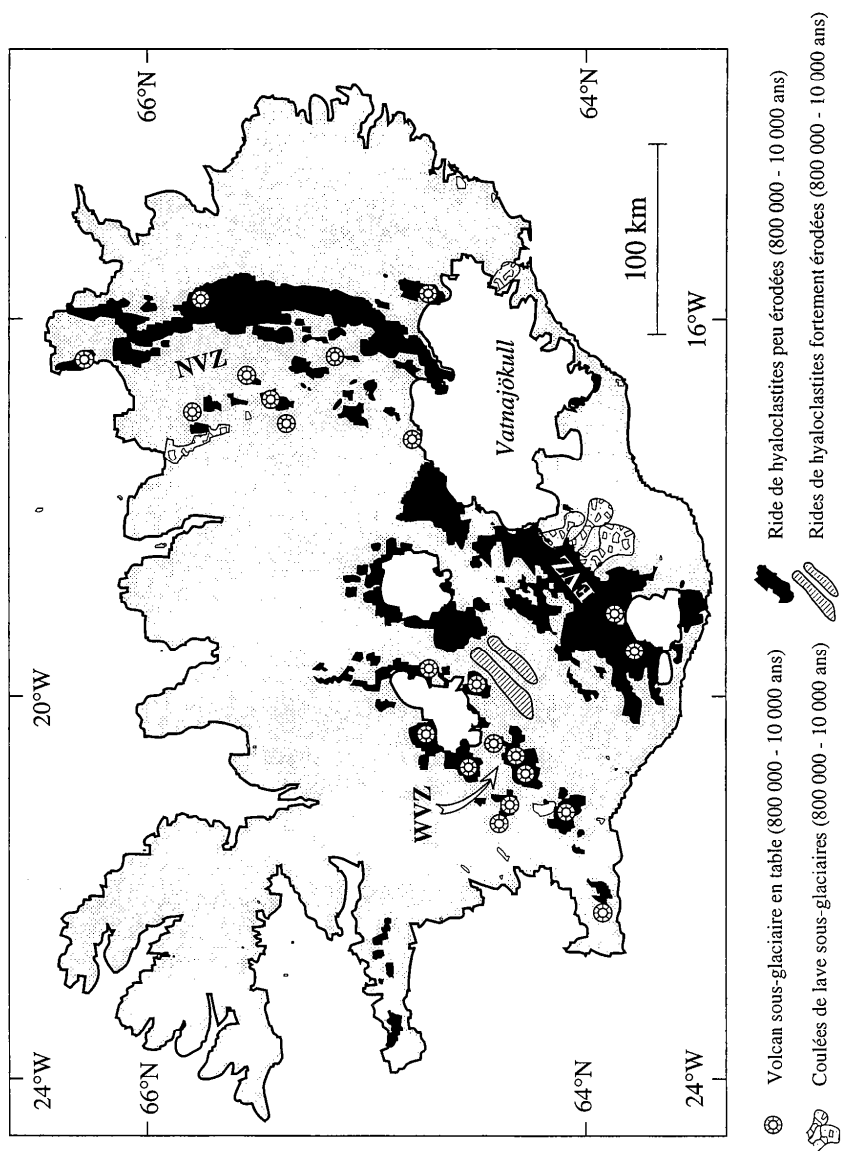 24°W
20°W
66°N
66°N
NVZ
WVZ
Vatnajökull
EVZ
100 km
64°N
64°N
24°W
16°W
Volcan sous-glaciaire en table (800 000 - 10 000 ans)
Ride de hyaloclastites peu érodées (800 000 - 10 000 ans)
Coulées de lave sous-glaciaires (800 000 - 10 000 ans)
Rides de hyaloclastites fortement érodées (800 000 - 10 000 ans)